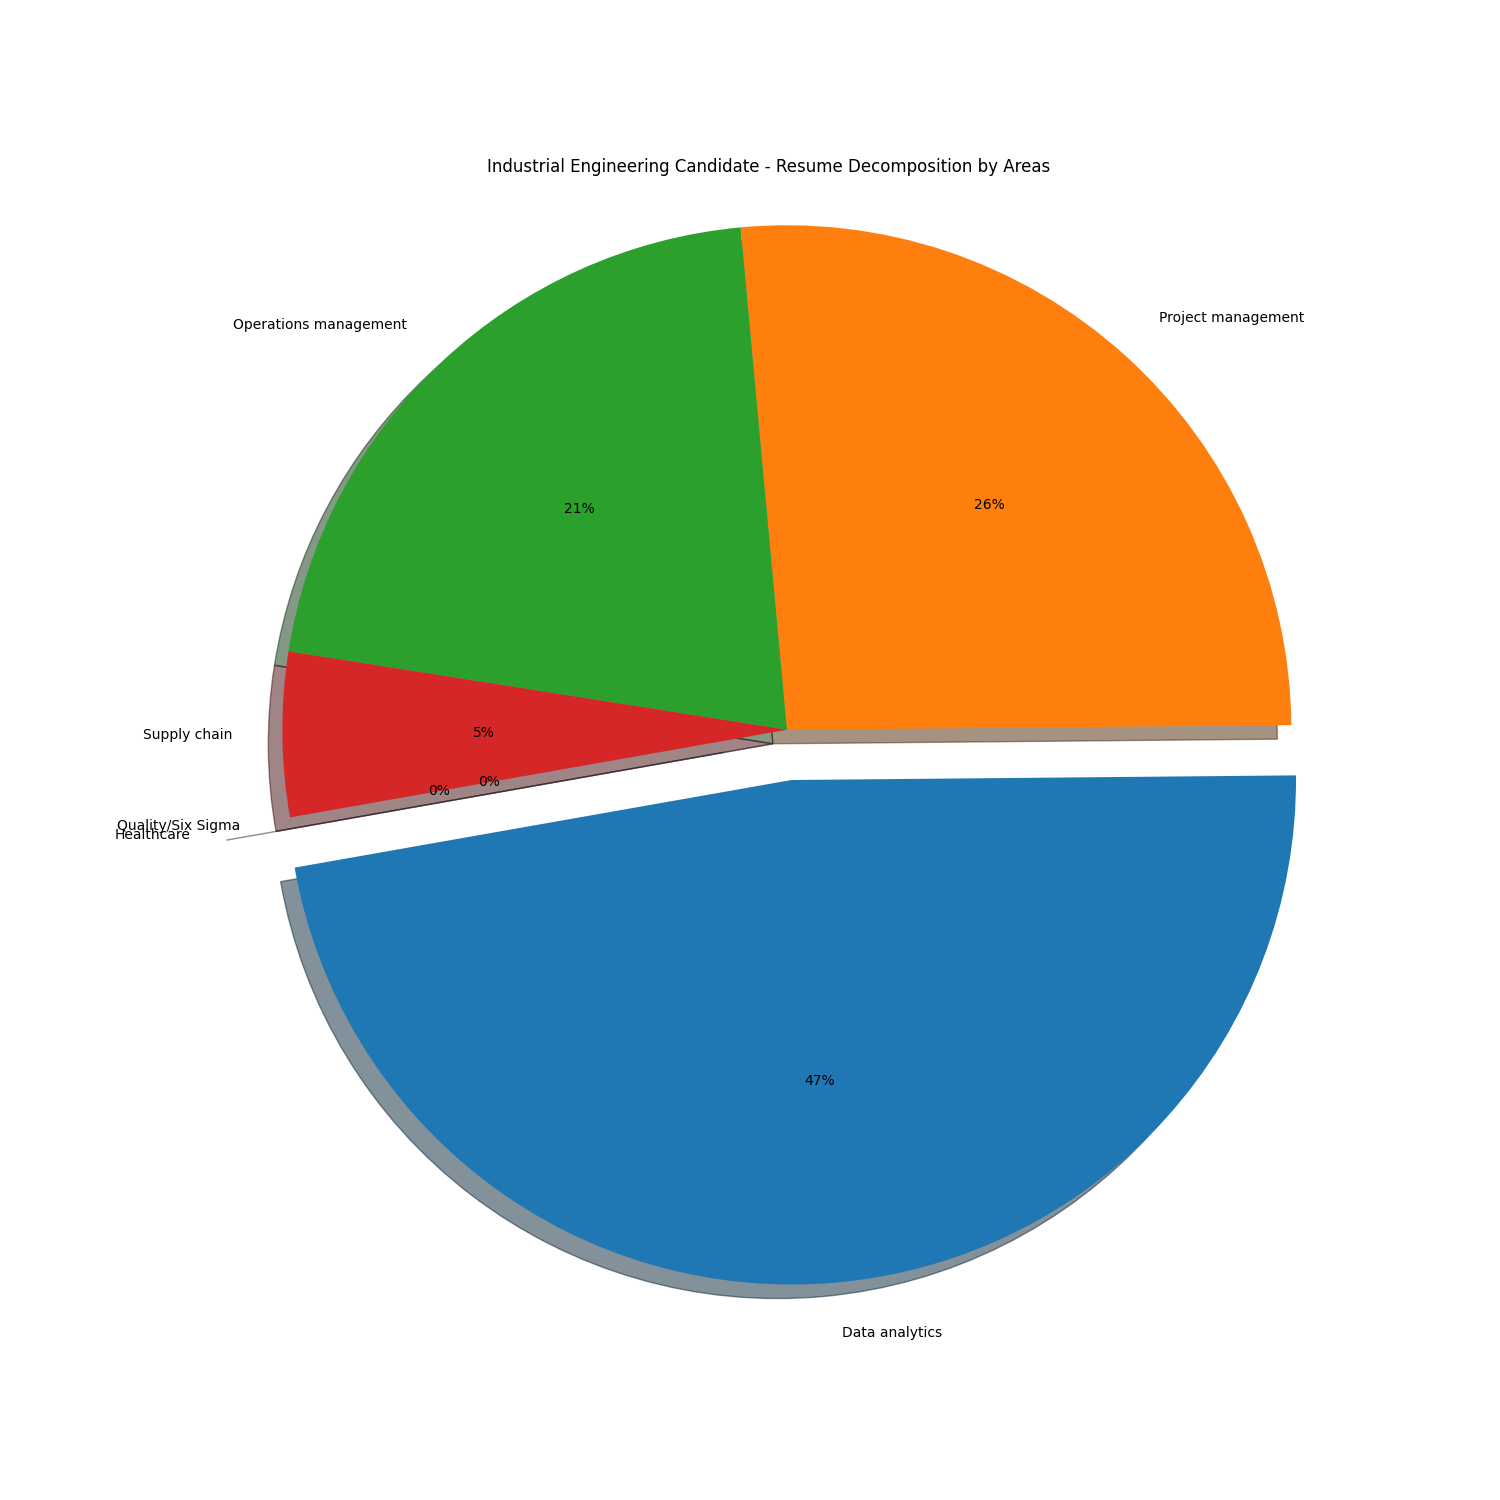 Industrial Engineering Candidate - Resume Decomposition by Areas
Project management
Operations management
26%
21%
5%
Supply chain
0%
0%
Quality/Six Sigma
Healthcare
47%
Data analytics